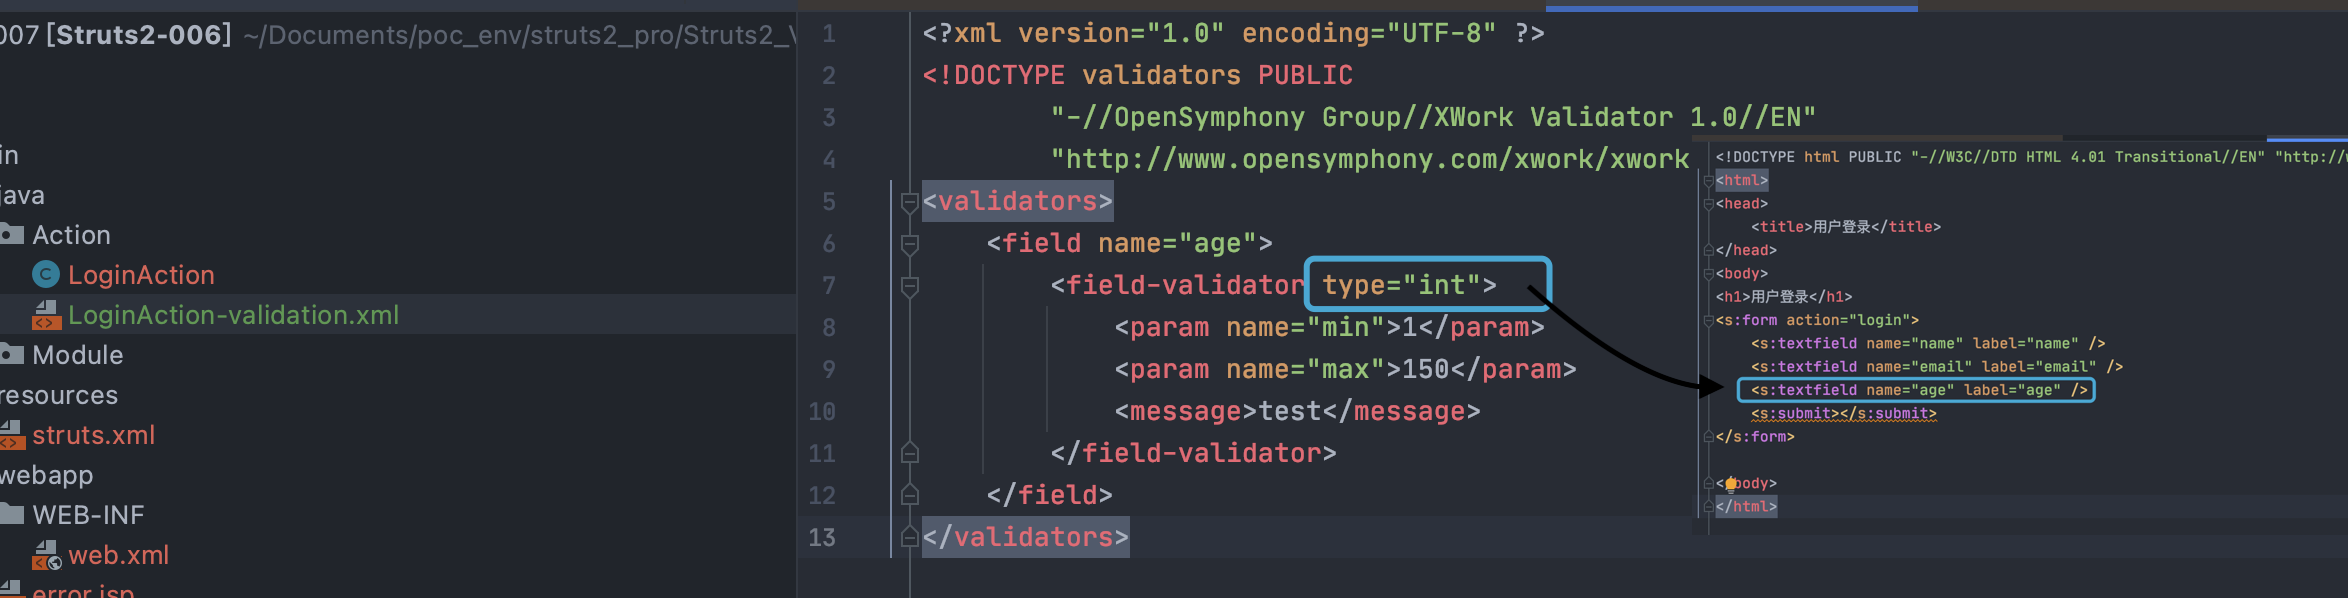 007 [Struts2-006] ~/Documents/poc_env/struts2_pro/Struts2_V
in
java
Action
LoginAction
LoginAction-validation.xml
Module
resources
struts.xml
webapp
WEB-INF
web.xml
error.jsp
1 <?xml version="1.0" encoding="UTF-8" ?>
2 <!DOCTYPE validators PUBLIC
3 "-//OpenSymphony Group//XWork Validator 1.0//EN"
4 "http://www.opensymphony.com/xwork/xwork
5 <validators>
6 <field name="age">
7 <field-validator type="int">
8 <param name="min">1</param>
9 <param name="max">150</param>
10 <message>test</message>
11 </field-validator>
12 </field>
13 </validators>
<!DOCTYPE html PUBLIC "-//W3C//DTD HTML 4.01 Transitional//EN" "http://w
<html>
<head>
<title>用户登录</title>
</head>
<body>
<h1>用户登录</h1>
<s:form action="login">
<s:textfield name="name" label="name" />
<s:textfield name="email" label="email" />
<s:textfield name="age" label="age" />
<s:submit></s:submit>
</s:form>
</body>
</html>